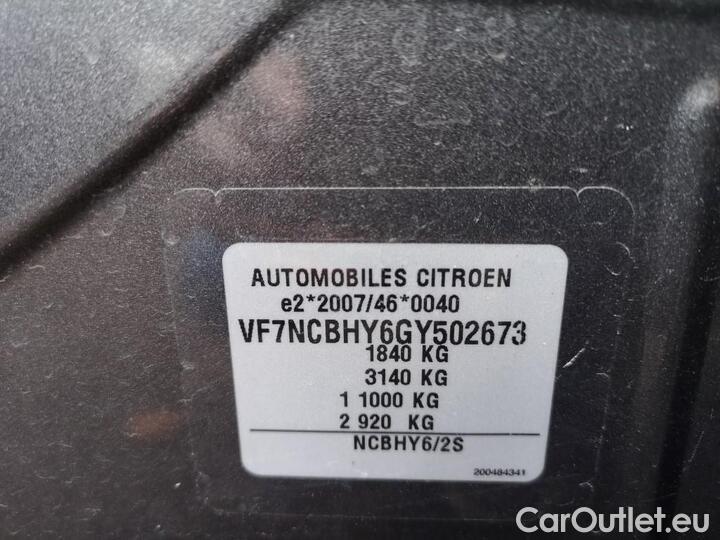 AUTOMOBILES CITROEN
e2*2007/46*0040
VF7NCBHY6GY502673
1840 KG
3140 KG
1 1000 KG
2 920 KG
NCBHY6/2S
200484341
CarOutlet.eu